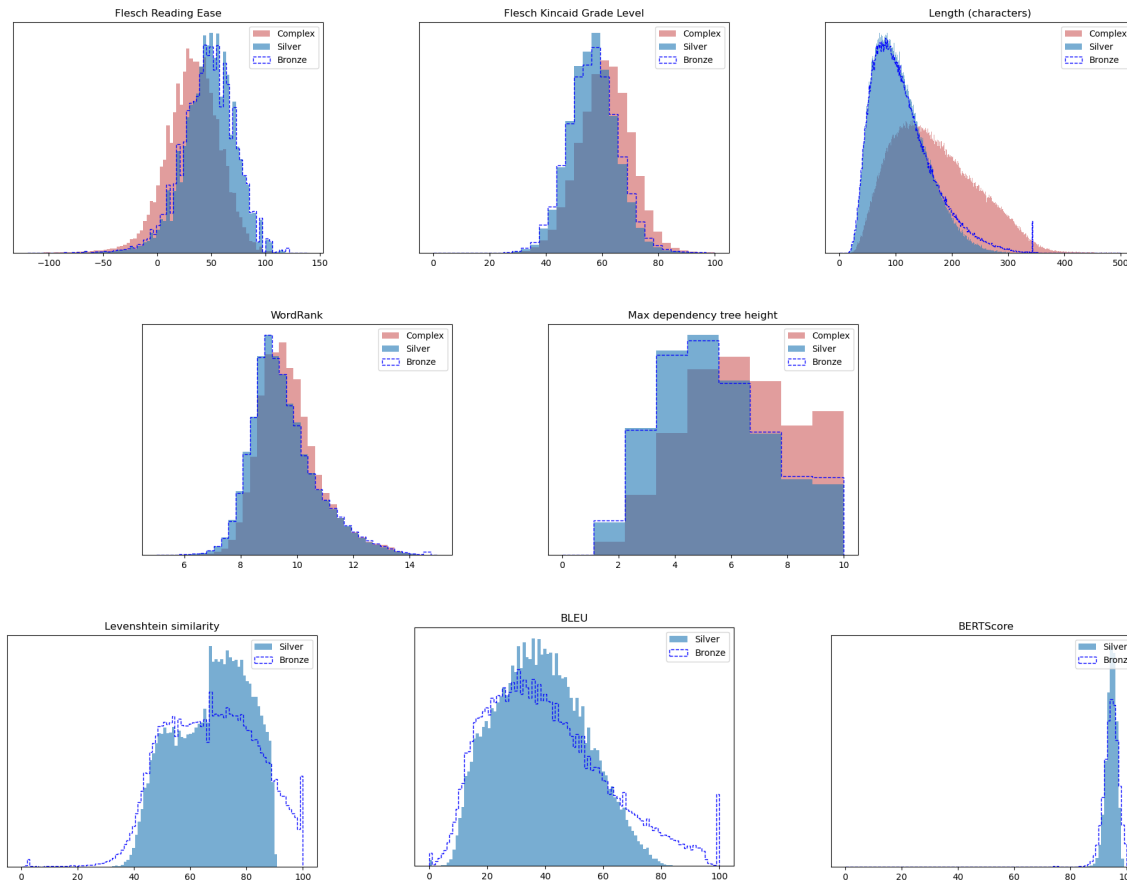 Flesch Reading Ease
Complex
Silver
Bronze
−100 −50 0 50 100 150
Flesch Kincaid Grade Level
Complex
Silver
Bronze
0 20 40 60 80 100
Length (characters)
Complex
Silver
Bronze
0 100 200 300 400 500
WordRank
Complex
Silver
Bronze
6 8 10 12 14
Max dependency tree height
Complex
Silver
Bronze
0 2 4 6 8 10
Levenshtein similarity
Silver
Bronze
0 20 40 60 80 100
BLEU
Silver
Bronze
0 20 40 60 80 100
BERTScore
Silver
Bronze
0 20 40 60 80